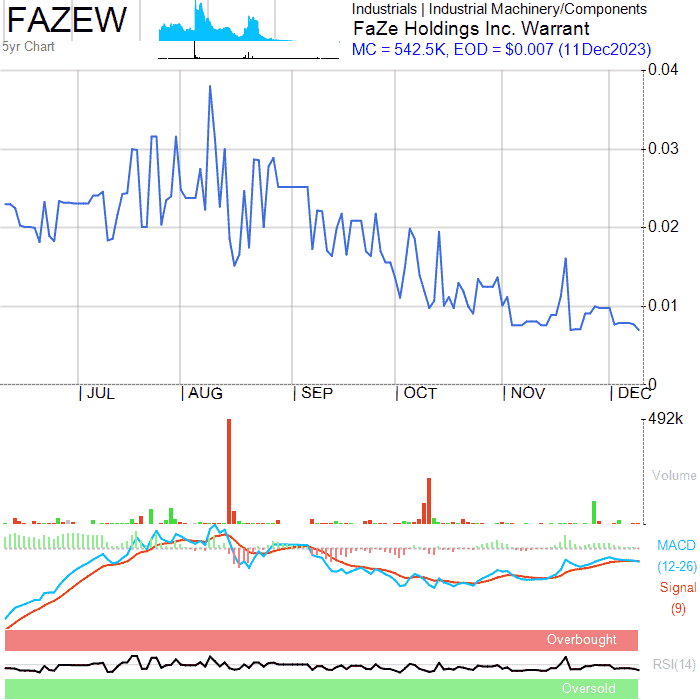 FAZEW
5yr Chart
Industrials | Industrial Machinery/Components
FaZe Holdings Inc. Warrant
MC = 542.5K, EOD = $0.007 (11Dec2023)
0.04
0.03
0.02
0.01
0
JUL
AUG
SEP
OCT
NOV
DEC
492k
Volume
MACD
(12-26)
Signal
(9)
Overbought
RSI(14)
Oversold